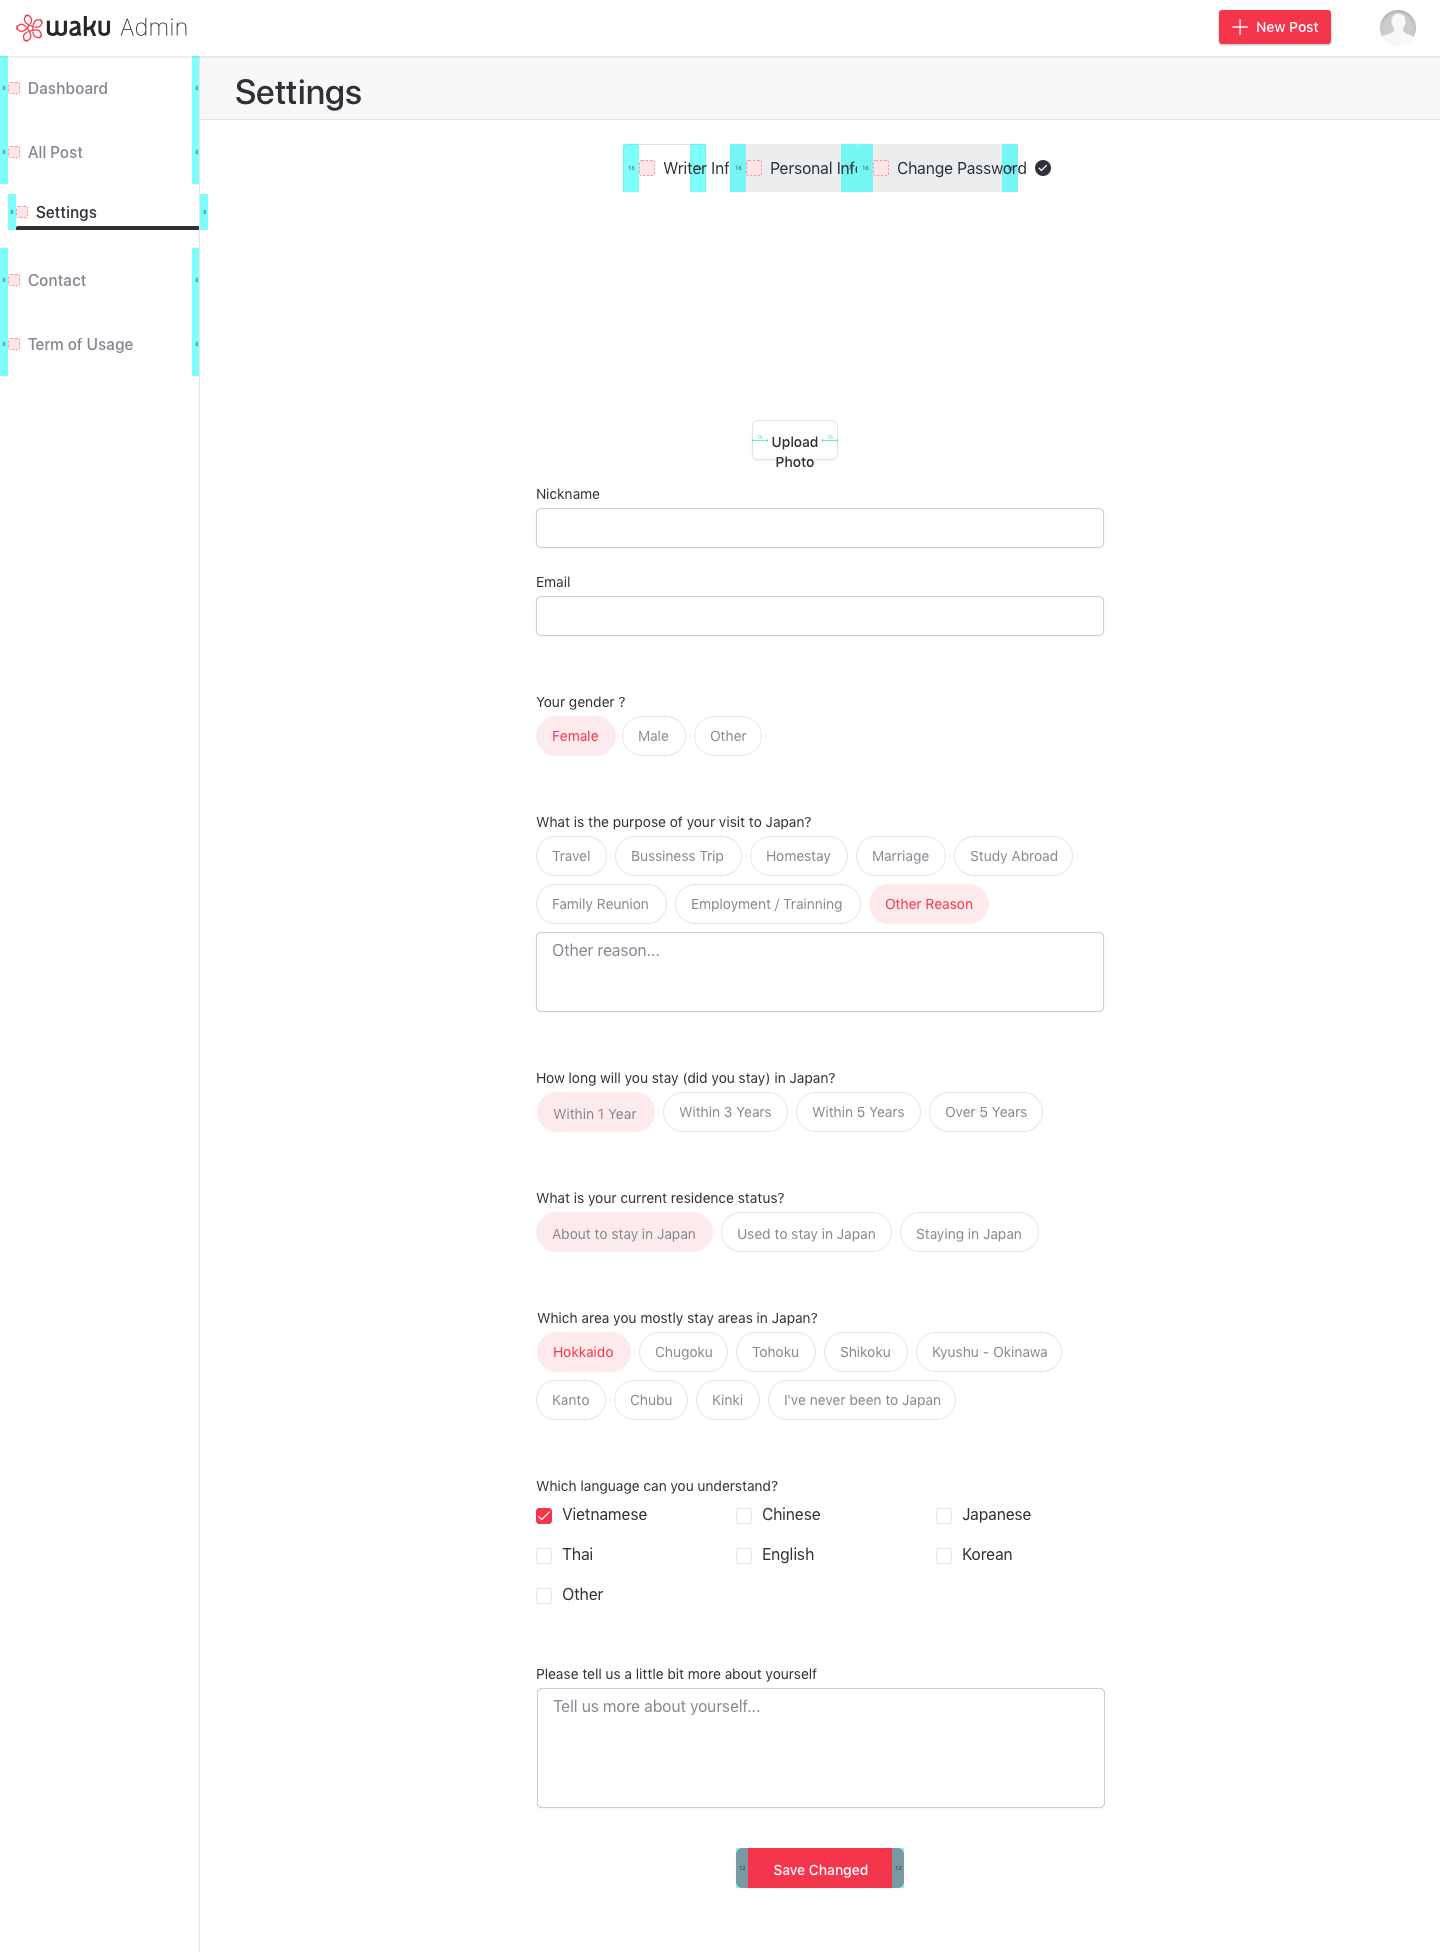 waku Admin
New Post
Dashboard
All Post
Settings
Contact
Term of Usage
Settings
Writer Inf
16
Personal Inf
16
Change Password
Upload
Photo
Nickname
Email
Your gender ?
Female
Male
Other
What is the purpose of your visit to Japan?
Travel
Bussiness Trip
Homestay
Marriage
Study Abroad
Family Reunion
Employment / Trainning
Other Reason
Other reason...
How long will you stay (did you stay) in Japan?
Within 1 Year
Within 3 Years
Within 5 Years
Over 5 Years
What is your current residence status?
About to stay in Japan
Used to stay in Japan
Staying in Japan
Which area you mostly stay areas in Japan?
Hokkaido
Chugoku
Tohoku
Shikoku
Kyushu - Okinawa
Kanto
Chubu
Kinki
I've never been to Japan
Which language can you understand?
Vietnamese
Chinese
Japanese
Thai
English
Korean
Other
Please tell us a little bit more about yourself
Tell us more about yourself...
12
Save Changed
12